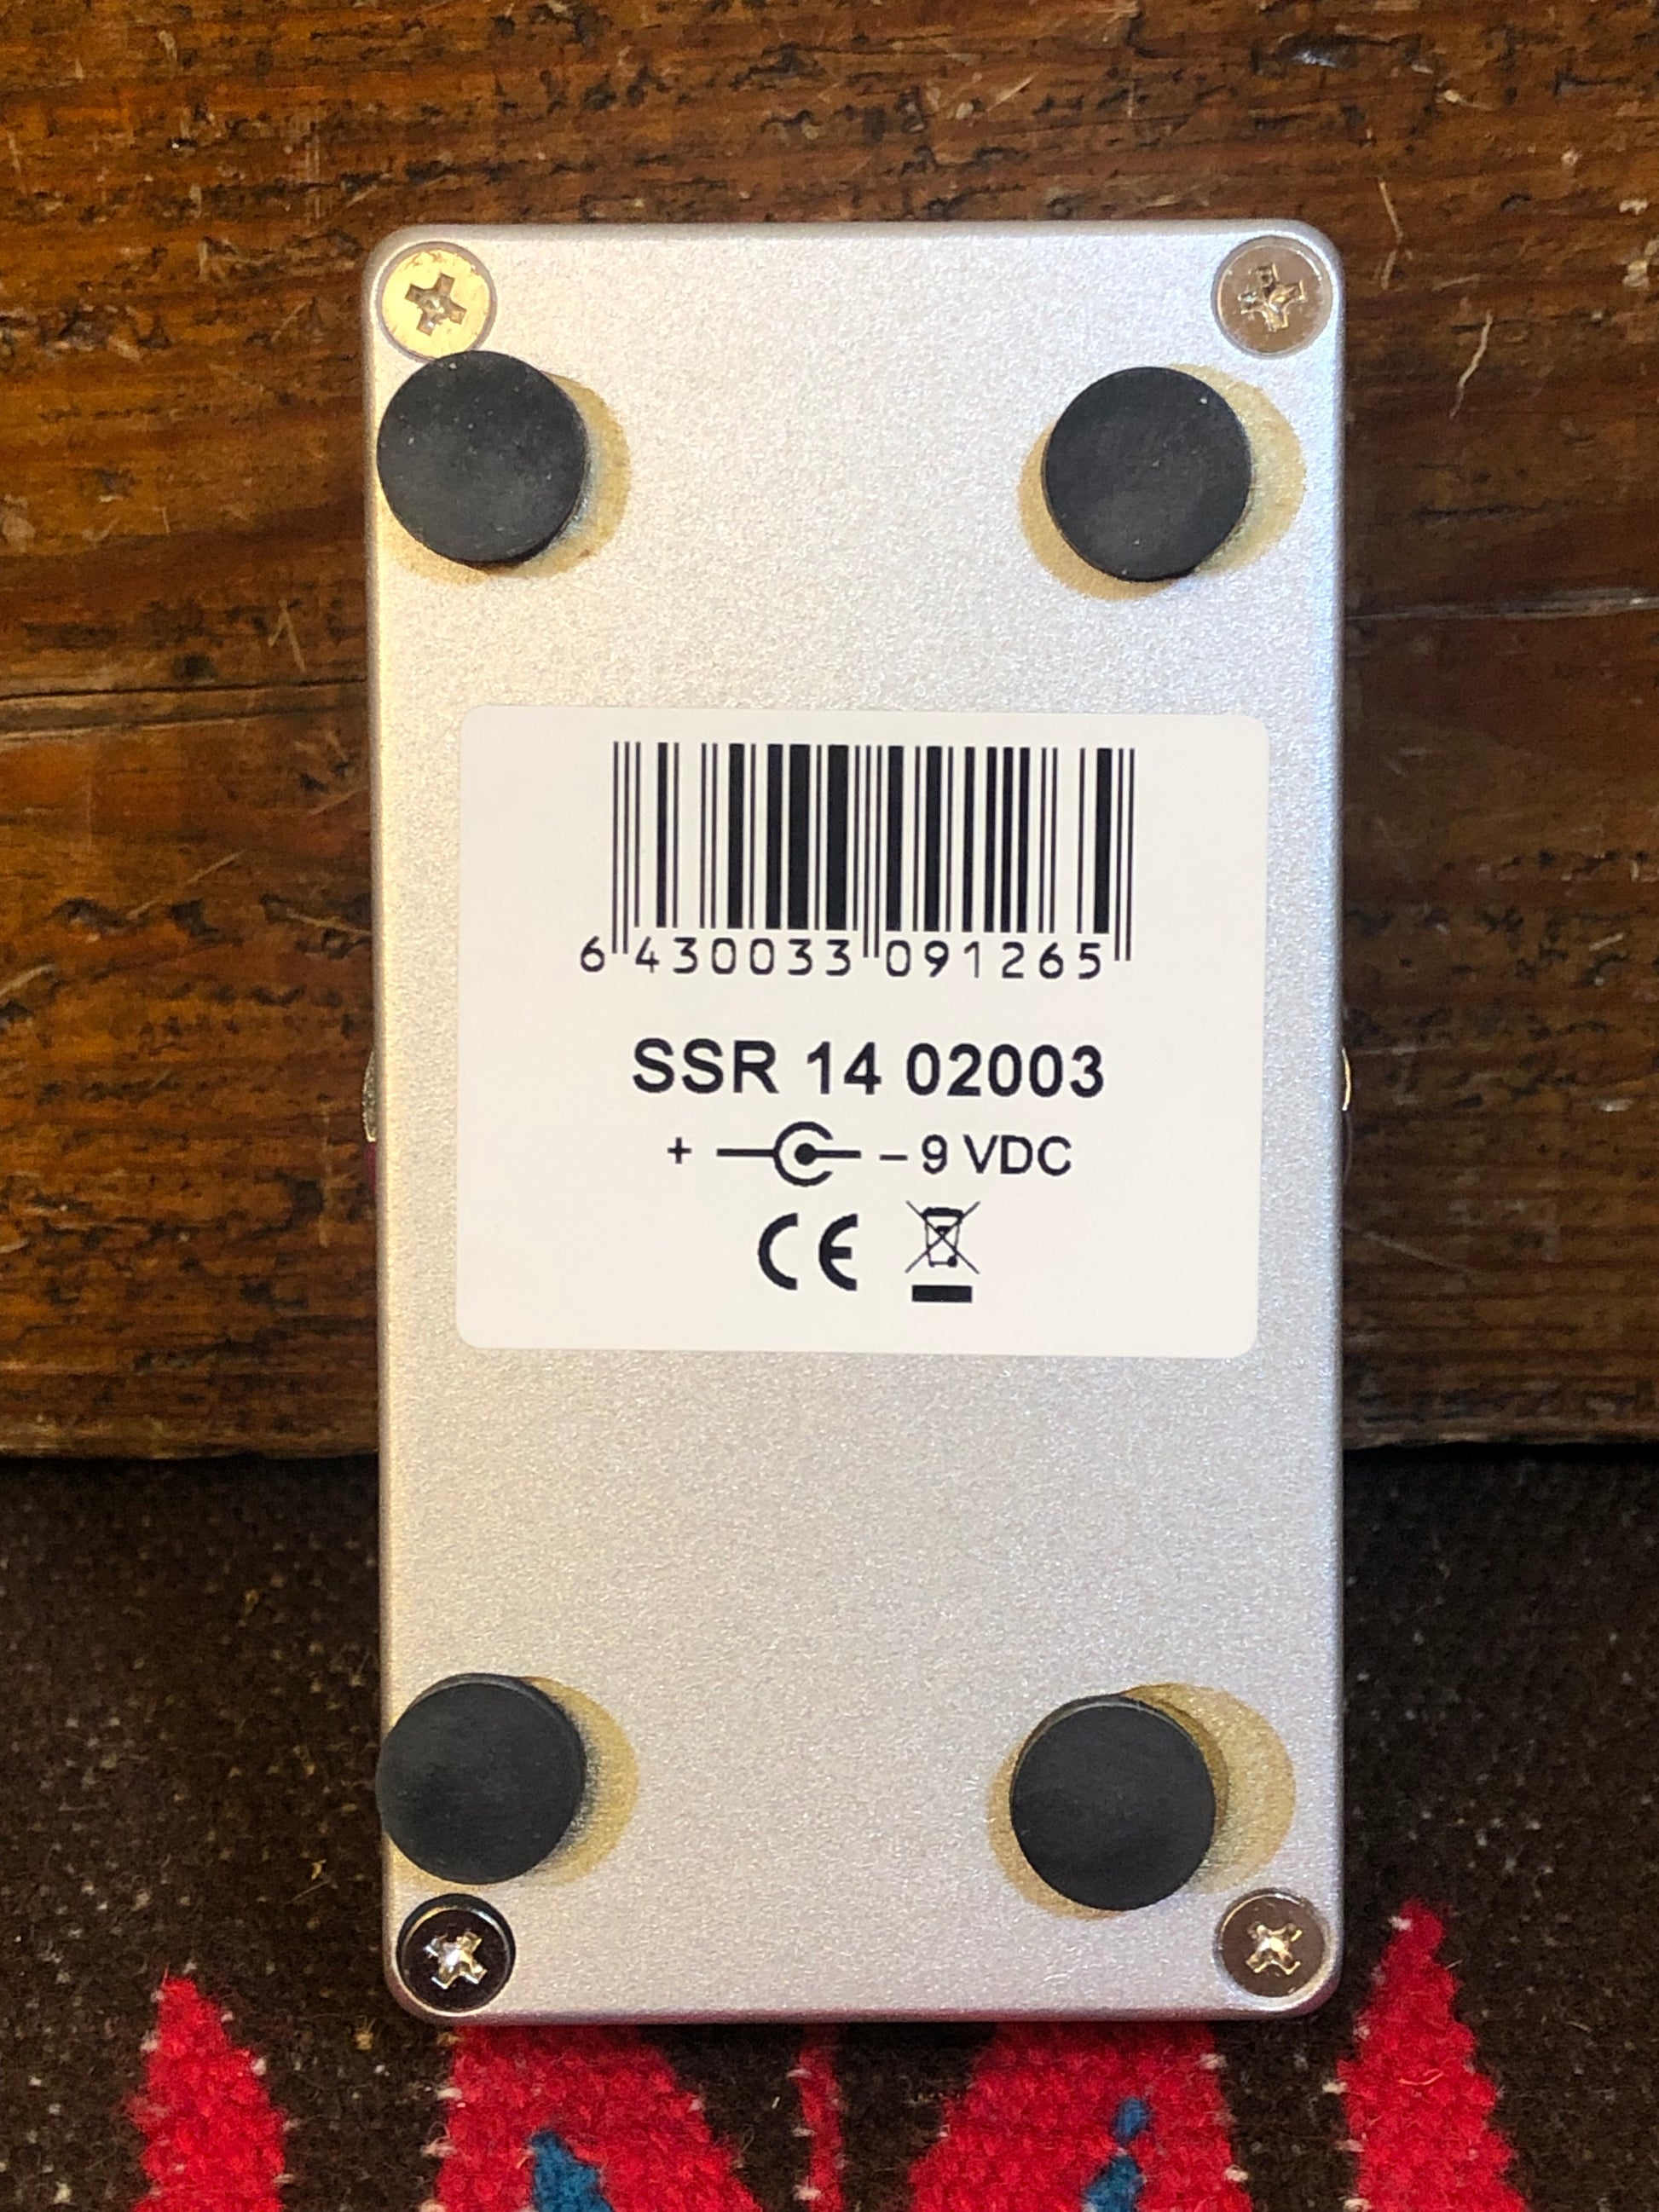 6 430033 091265
SSR 14 02003
+ – 9 VDC
CE